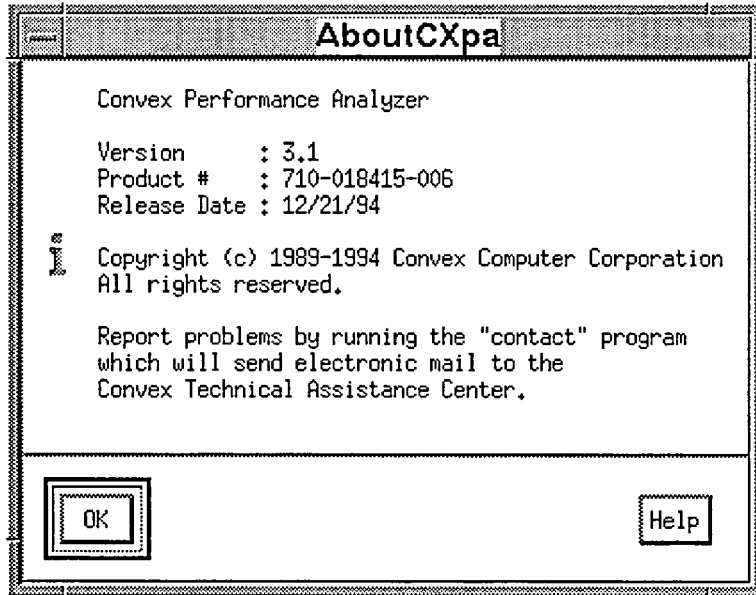 AboutCXpa
Convex Performance Analyzer
Version : 3.1
Product # : 710-018415-006
Release Date : 12/21/94
i
Copyright (c) 1989-1994 Convex Computer Corporation
All rights reserved.
Report problems by running the "contact" program
which will send electronic mail to the
Convex Technical Assistance Center.
OK
Help